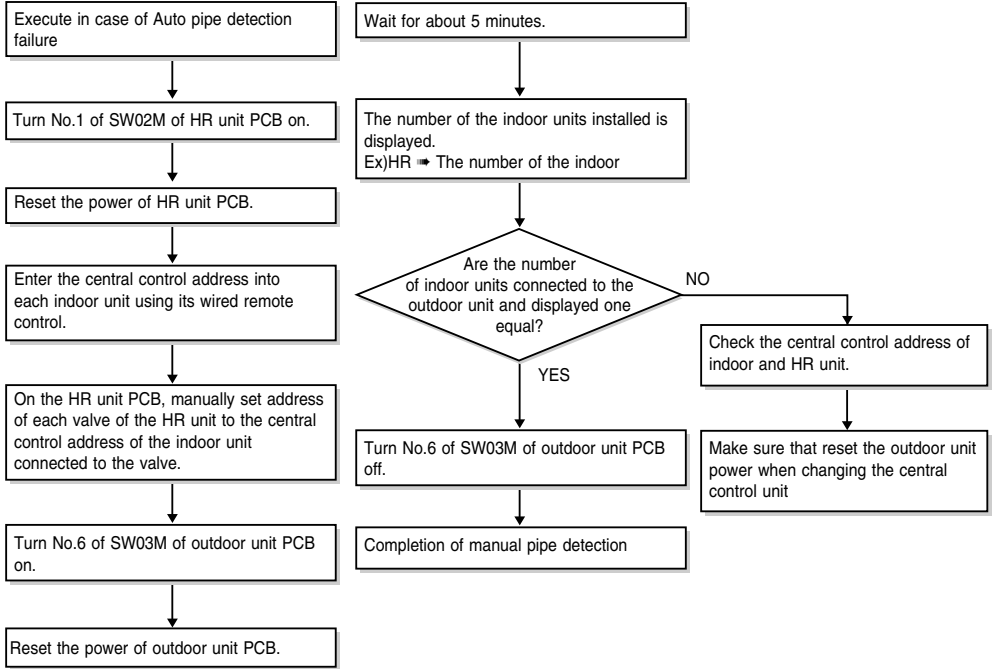 Execute in case of Auto pipe detection
failure
Turn No.1 of SW02M of HR unit PCB on.
Reset the power of HR unit PCB.
Enter the central control address into
each indoor unit using its wired remote
control.
On the HR unit PCB, manually set address
of each valve of the HR unit to the central
control address of the indoor unit
connected to the valve.
Turn No.6 of SW03M of outdoor unit PCB
on.
Reset the power of outdoor unit PCB.
Wait for about 5 minutes.
The number of the indoor units installed is
displayed.
Ex)HR ➠ The number of the indoor
Are the number
of indoor units connected to the
outdoor unit and displayed one
equal?
NO
YES
Turn No.6 of SW03M of outdoor unit PCB
off.
Completion of manual pipe detection
Check the central control address of
indoor and HR unit.
Make sure that reset the outdoor unit
power when changing the central
control unit